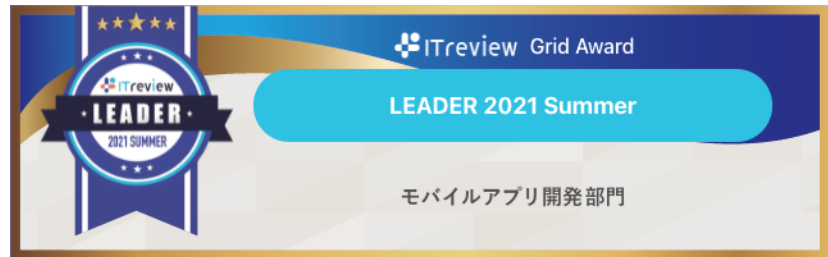 ITreview Grid Award
ITreview
LEADER
2021 SUMMER
LEADER 2021 Summer
モバイルアプリ開発部門